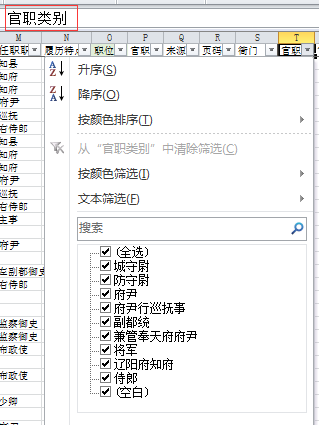 官职类别
M N O P Q R S T
任职职 履历特点 职位 官职 来源 页码 衙门 官职
知县
知府
知府
府尹
巡抚
右侍郎
知县
知府
知府
府尹
巡抚
右侍郎
主事
府尹
左副都御史
右侍郎
监察御史
监察御史
布政使
布政使
少卿
府尹
升序(S)
降序(O)
按颜色排序(T)
从“官职类别”中清除筛选(C)
按颜色筛选(I)
文本筛选(F)
搜索
(全选)
城守尉
防守尉
府尹
府尹行巡抚事
副都统
兼管奉天府府尹
将军
辽阳府知府
侍郎
(空白)